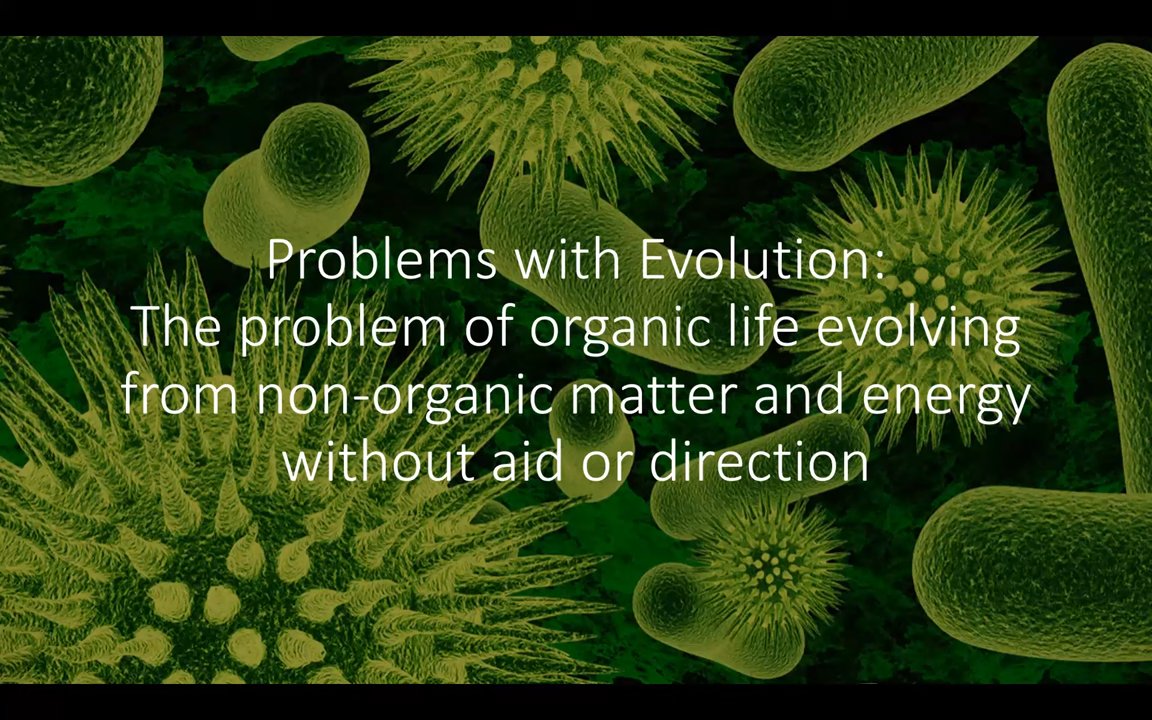 Problems with Evolution:
The problem of organic life evolving
from non-organic matter and energy
without aid or direction